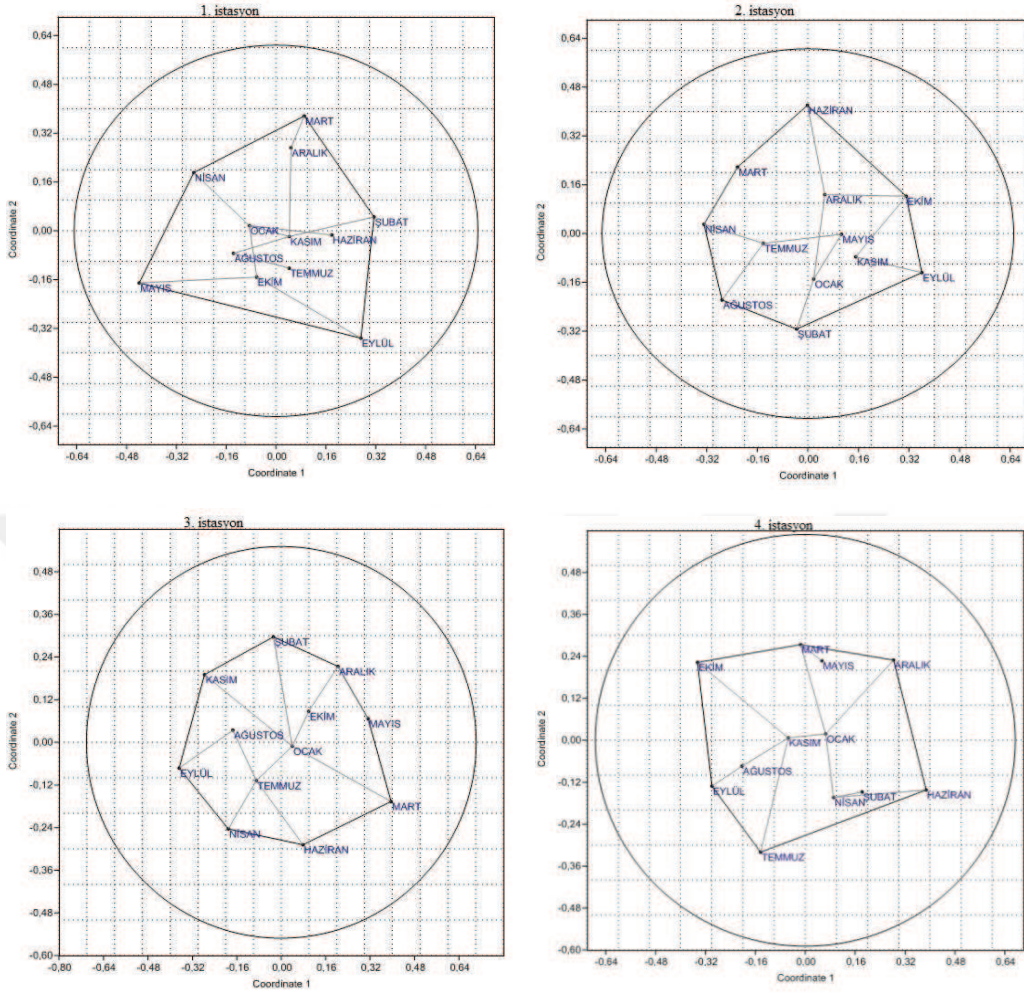 1. istasyon
0,64
0,48
0,32
0,16
0,00
-0,16
-0,32
-0,48
-0,64
Coordinate 2
MART
ARALIK
NİSAN
ŞUBAT
OCAK
KASIM
HAZİRAN
AĞUSTOS
TEMMUZ
EKİM
MAYIS
EYLÜL
-0,64 -0,48 -0,32 -0,16 0,00 0,16 0,32 0,48 0,64
Coordinate 1
2. istasyon
0,64
0,48
0,32
0,16
0,00
-0,16
-0,32
-0,48
-0,64
Coordinate 2
HAZİRAN
MART
ARALIK
EKİM
NİSAN
TEMMUZ
MAYIS
KASIM
EYLÜL
OCAK
AĞUSTOS
ŞUBAT
-0,64 -0,48 -0,32 -0,16 0,00 0,16 0,32 0,48 0,64
Coordinate 1
3. istasyon
0,48
0,36
0,24
0,12
0,00
-0,12
-0,24
-0,36
-0,48
-0,60
Coordinate 2
ŞUBAT
ARALIK
KASIM
EKİM
MAYIS
AĞUSTOS
OCAK
EYLÜL
TEMMUZ
MART
NİSAN
HAZİRAN
-0,80 -0,64 -0,48 -0,32 -0,16 0,00 0,16 0,32 0,48 0,64
Coordinate 1
4. istasyon
0,48
0,36
0,24
0,12
0,00
-0,12
-0,24
-0,36
-0,48
-0,60
Coordinate 2
MART
EKİM
MAYIS
ARALIK
KASIM
OCAK
AĞUSTOS
EYLÜL
NİSAN
ŞUBAT
HAZİRAN
TEMMUZ
-0,64 -0,48 -0,32 -0,16 0,00 0,16 0,32 0,48 0,64
Coordinate 1